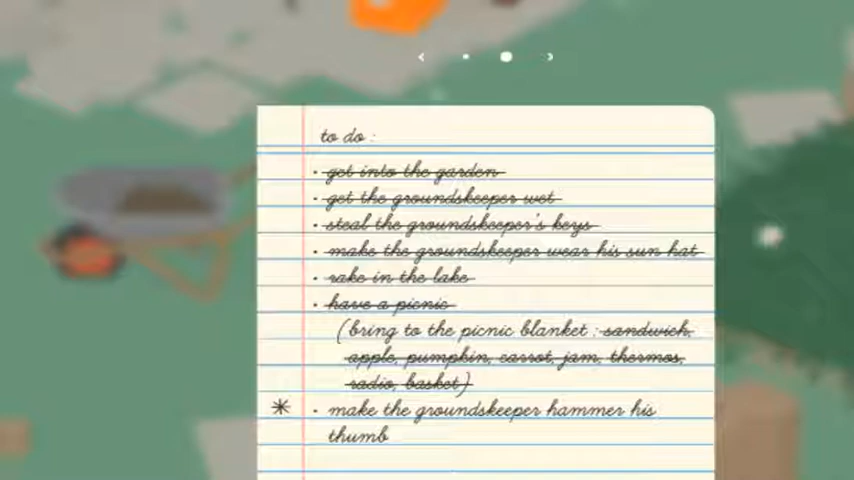 to do :
· get into the garden
· get the groundskeeper wet
· steal the groundskeeper's keys
· make the groundskeeper wear his sun hat
· rake in the lake
· have a picnic
(bring to the picnic blanket : sandwich,
apple, pumpkin, carrot, jam, thermos,
radio, basket)
· make the groundskeeper hammer his
thumb